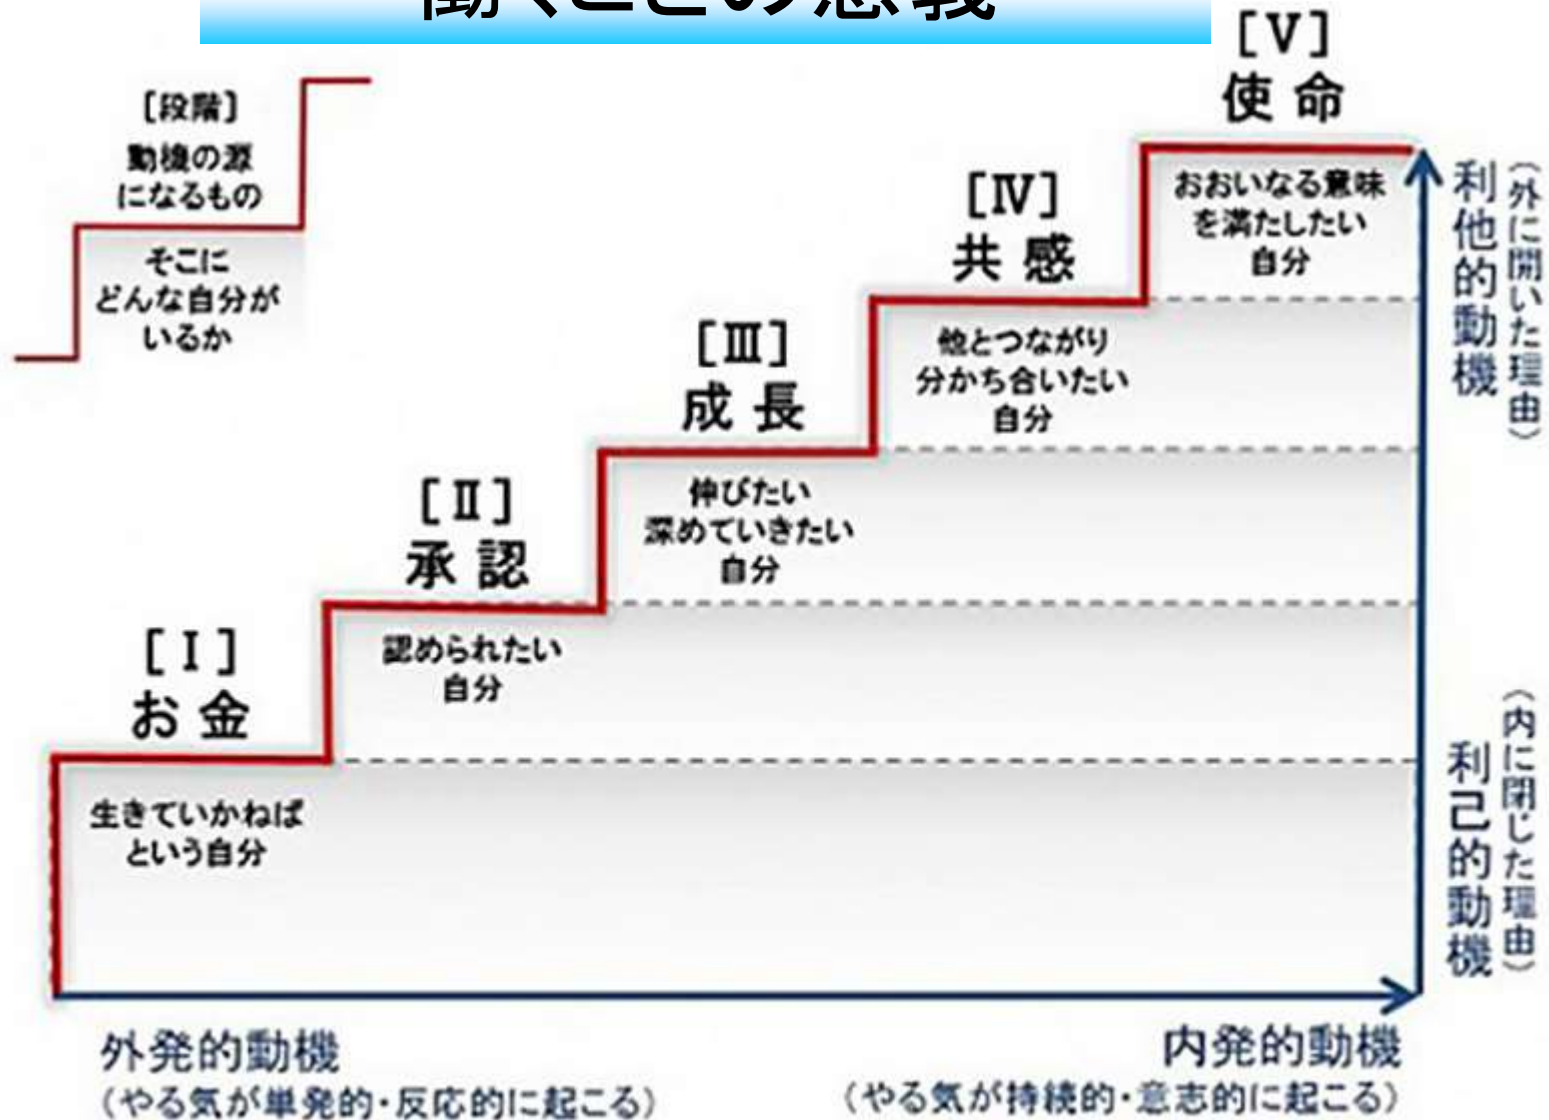 働くことの意義
[段階]
動機の源
になるもの
そこに
どんな自分が
いるか
[Ⅰ]
お金
生きていかねば
という自分
[Ⅱ]
承認
認められたい
自分
[Ⅲ]
成長
伸びたい
深めていきたい
自分
[Ⅳ]
共感
他とつながり
分かち合いたい
自分
[Ⅴ]
使命
おおいなる意味
を満たしたい
自分
利他的動機
（外に開いた理由）
利己的動機
（内に閉じた理由）
外発的動機
（やる気が単発的・反応的に起こる）
内発的動機
（やる気が持続的・意志的に起こる）